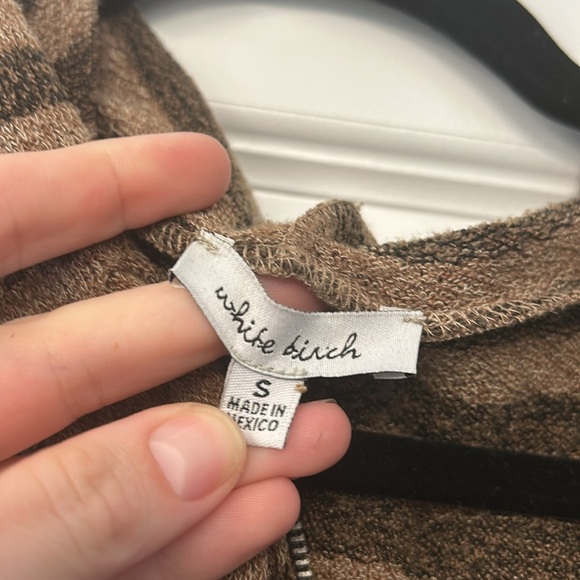 white birch
S
MADE IN
MEXICO